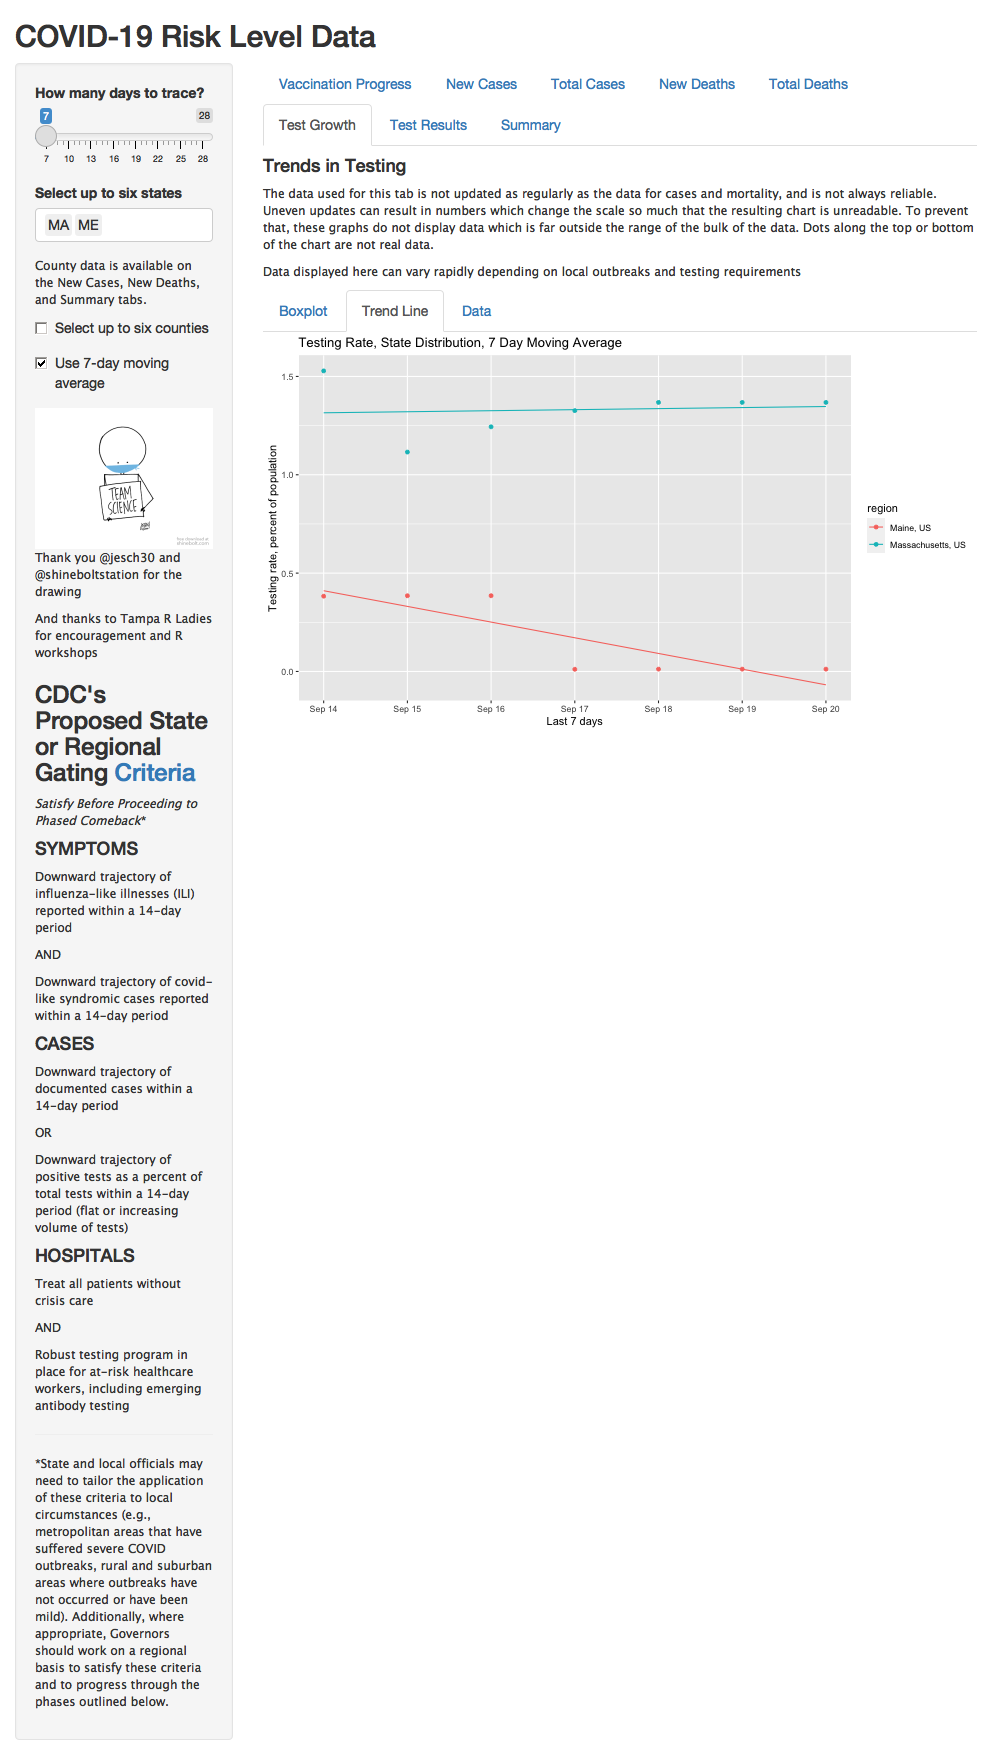 COVID-19 Risk Level Data
How many days to trace?
7
28
7 10 13 16 19 22 25 28
Select up to six states
MA ME
County data is available on
the New Cases, New Deaths,
and Summary tabs.
Select up to six counties
Use 7-day moving
average
TEAM
SCIENCE
Thank you @jesch30 and
@shineboltstation for the
drawing
And thanks to Tampa R Ladies
for encouragement and R
workshops
CDC's
Proposed State
or Regional
Gating Criteria
Satisfy Before Proceeding to
Phased Comeback*
SYMPTOMS
Downward trajectory of
influenza-like illnesses (ILI)
reported within a 14-day
period
AND
Downward trajectory of covid-
like syndromic cases reported
within a 14-day period
CASES
Downward trajectory of
documented cases within a
14-day period
OR
Downward trajectory of
positive tests as a percent of
total tests within a 14-day
period (flat or increasing
volume of tests)
HOSPITALS
Treat all patients without
crisis care
AND
Robust testing program in
place for at-risk healthcare
workers, including emerging
antibody testing
*State and local officials may
need to tailor the application
of these criteria to local
circumstances (e.g.,
metropolitan areas that have
suffered severe COVID
outbreaks, rural and suburban
areas where outbreaks have
not occurred or have been
mild). Additionally, where
appropriate, Governors
should work on a regional
basis to satisfy these criteria
and to progress through the
phases outlined below.
Vaccination Progress New Cases Total Cases New Deaths Total Deaths
Test Growth Test Results Summary
Trends in Testing
The data used for this tab is not updated as regularly as the data for cases and mortality, and is not always reliable.
Uneven updates can result in numbers which change the scale so much that the resulting chart is unreadable. To prevent
that, these graphs do not display data which is far outside the range of the bulk of the data. Dots along the top or bottom
of the chart are not real data.
Data displayed here can vary rapidly depending on local outbreaks and testing requirements
Boxplot Trend Line Data
Testing Rate, State Distribution, 7 Day Moving Average
Testing rate, percent of population
1.5
1.0
0.5
0.0
Sep 14 Sep 15 Sep 16 Sep 17 Sep 18 Sep 19 Sep 20
Last 7 days
region
Maine, US
Massachusetts, US